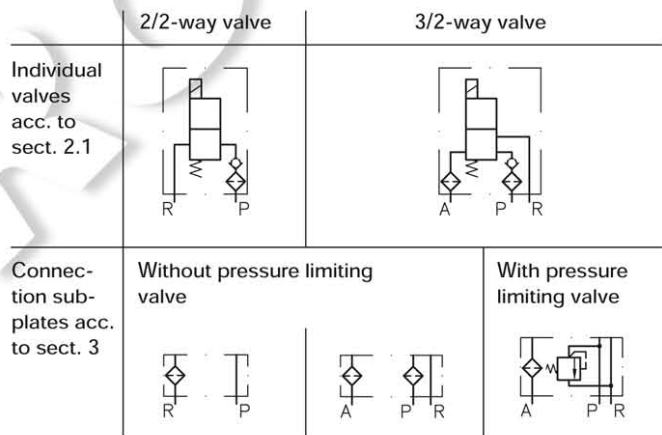 2/2-way valve
3/2-way valve
Individual
valves
acc. to
sect. 2.1
R P
A P R
Connec-
tion sub-
plates acc.
to sect. 3
Without pressure limiting
valve
With pressure
limiting valve
R P
A P R
A P R